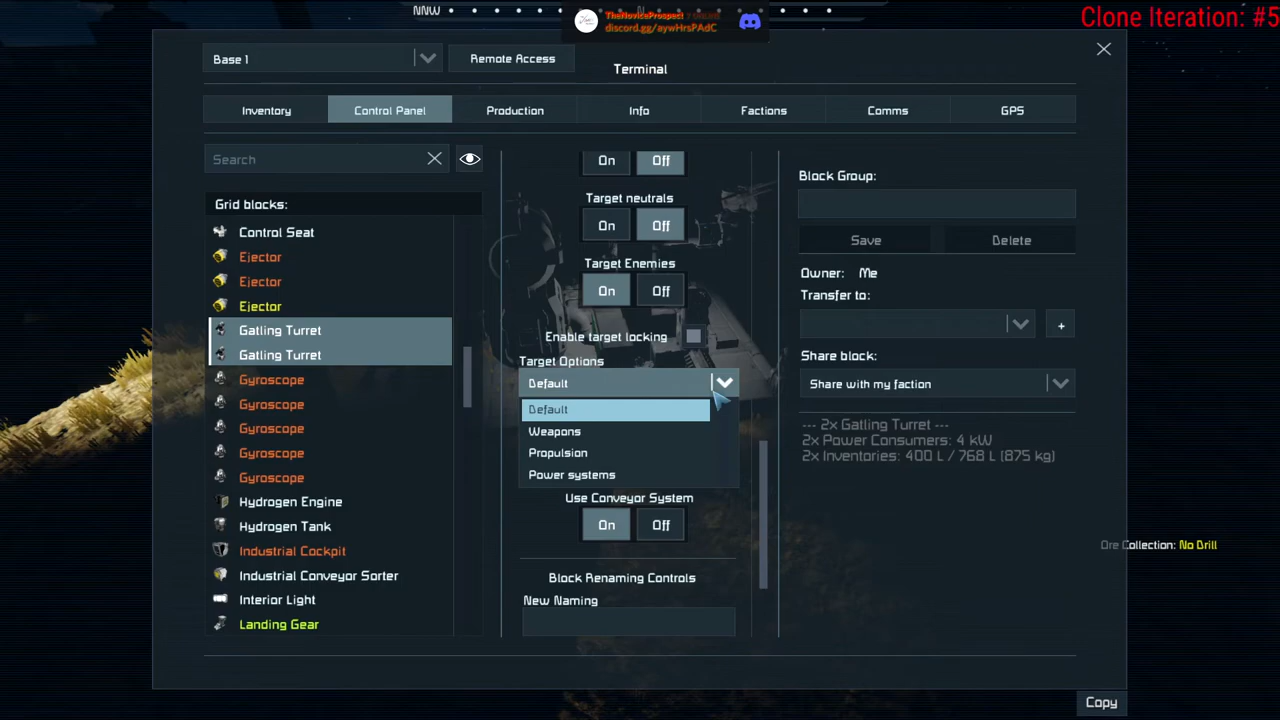 NNW
TheNoviceProspect
discord.gg/aywHrsPAdC
Clone Iteration: #5
Base 1
Remote Access
Terminal
Inventory
Control Panel
Production
Info
Factions
Comms
GPS
Search
Grid blocks:
Control Seat
Ejector
Ejector
Ejector
Gatling Turret
Gatling Turret
Gyroscope
Gyroscope
Gyroscope
Gyroscope
Gyroscope
Hydrogen Engine
Hydrogen Tank
Industrial Cockpit
Industrial Conveyor Sorter
Interior Light
Landing Gear
On Off
Target neutrals
On Off
Target Enemies
On Off
Enable target locking
Target Options
Default
Default
Weapons
Propulsion
Power systems
Use Conveyor System
On Off
Block Renaming Controls
New Naming
Block Group:
Save Delete
Owner: Me
Transfer to:
+
Share block:
Share with my faction
--- 2x Gatling Turret ---
2x Power Consumers: 4 kW
2x Inventories: 400 L / 768 L (875 kg)
Ore Collection: No Drill
Copy